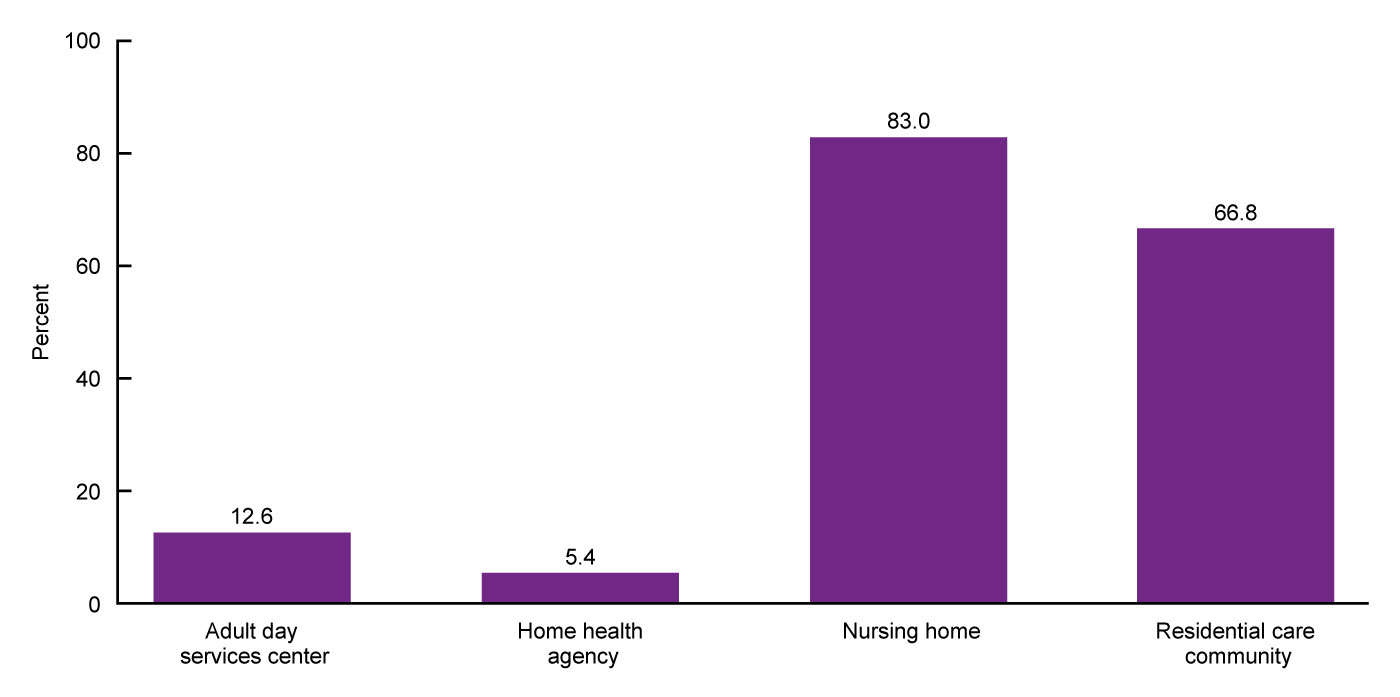 Percent
100
80
60
40
20
0
12.6
5.4
83.0
66.8
Adult day
services center
Home health
agency
Nursing home
Residential care
community